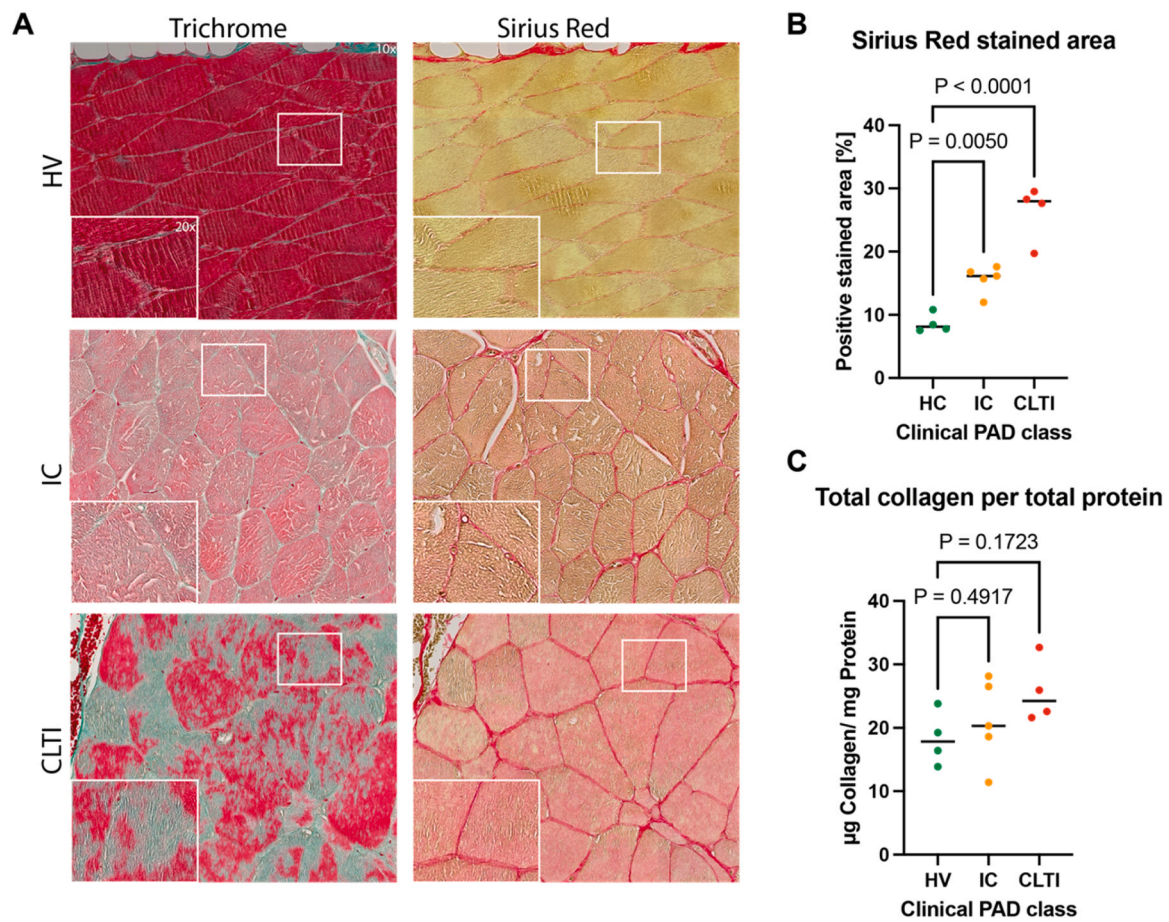 A
Trichrome
Sirius Red
10x
HV
20x
IC
CLTI
B
Sirius Red stained area
P < 0.0001
P = 0.0050
Positive stained area [%]
40
30
20
10
0
HC IC CLTI
Clinical PAD class
C
Total collagen per total protein
P = 0.1723
P = 0.4917
µg Collagen/ mg Protein
40
30
20
10
0
HV IC CLTI
Clinical PAD class